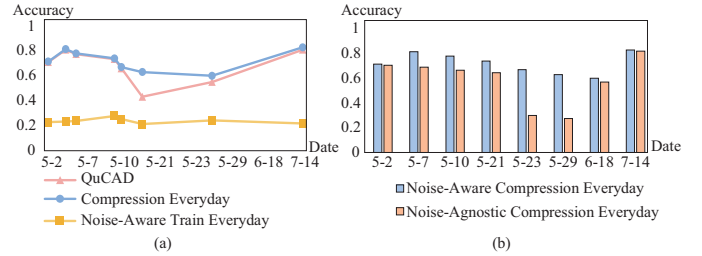 Accuracy
1
0.8
0.6
0.4
0.2
0
Date
5-2 5-7 5-10 5-21 5-23 5-29 6-18 7-14
QuCAD
Compression Everyday
Noise-Aware Train Everyday
(a)
Accuracy
1
0.8
0.6
0.4
0.2
0
Date
5-2 5-7 5-10 5-21 5-23 5-29 6-18 7-14
Noise-Aware Compression Everyday
Noise-Agnostic Compression Everyday
(b)